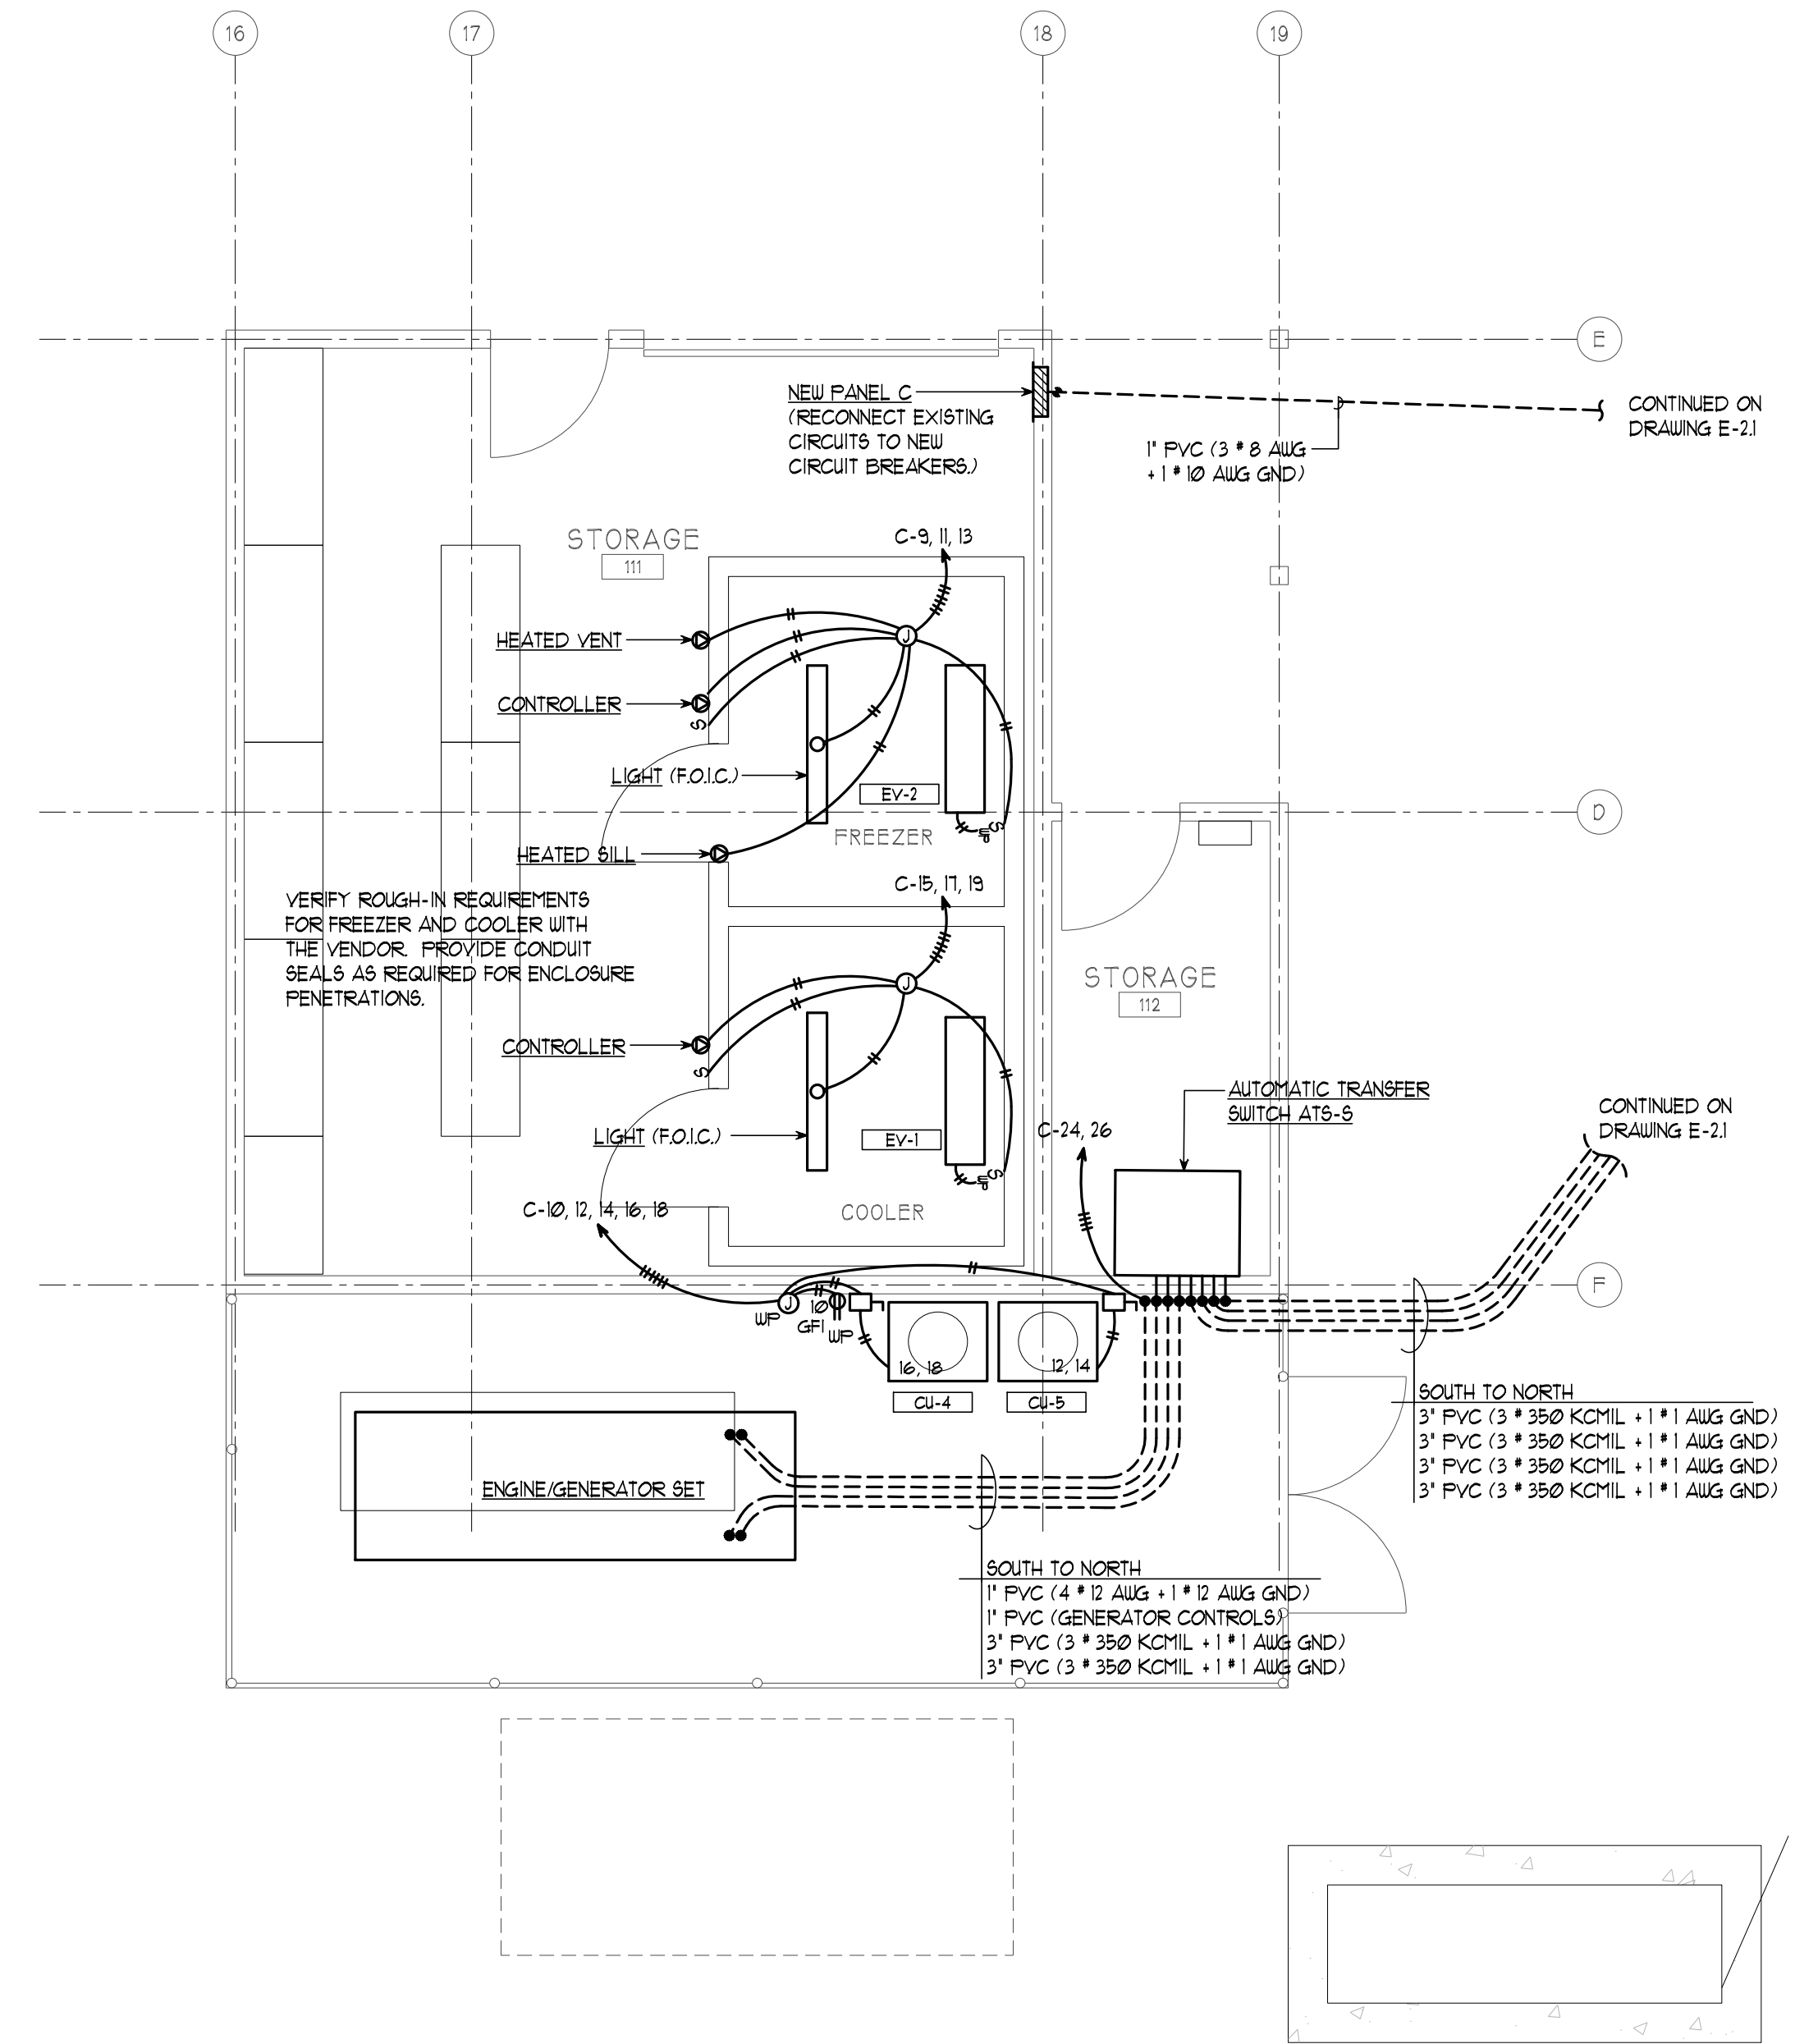 16
17
18
19
E
NEW PANEL C
(RECONNECT EXISTING
CIRCUITS TO NEW
CIRCUIT BREAKERS.)
CONTINUED ON
DRAWING E-2.1
1" PVC (3 # 8 AWG
+ 1 # 10 AWG GND)
STORAGE
111
C-9, 11, 13
J
HEATED VENT
CONTROLLER
S
LIGHT (F.O.I.C.)
EV-2
S
WP
FREEZER
D
HEATED SILL
C-15, 17, 19
VERIFY ROUGH-IN REQUIREMENTS
FOR FREEZER AND COOLER WITH
THE VENDOR. PROVIDE CONDUIT
SEALS AS REQUIRED FOR ENCLOSURE
PENETRATIONS.
STORAGE
112
J
CONTROLLER
S
LIGHT (F.O.I.C.)
EV-1
S
WP
COOLER
C-24, 26
AUTOMATIC TRANSFER
SWITCH ATS-S
CONTINUED ON
DRAWING E-2.1
C-10, 12, 14, 16, 18
F
J
WP
10
GFI
WP
16, 18
12, 14
CU-4
CU-5
SOUTH TO NORTH
3" PVC (3 # 350 KCMIL + 1 # 1 AWG GND)
3" PVC (3 # 350 KCMIL + 1 # 1 AWG GND)
3" PVC (3 # 350 KCMIL + 1 # 1 AWG GND)
3" PVC (3 # 350 KCMIL + 1 # 1 AWG GND)
ENGINE/GENERATOR SET
SOUTH TO NORTH
1" PVC (4 # 12 AWG + 1 # 12 AWG GND)
1" PVC (GENERATOR CONTROLS)
3" PVC (3 # 350 KCMIL + 1 # 1 AWG GND)
3" PVC (3 # 350 KCMIL + 1 # 1 AWG GND)